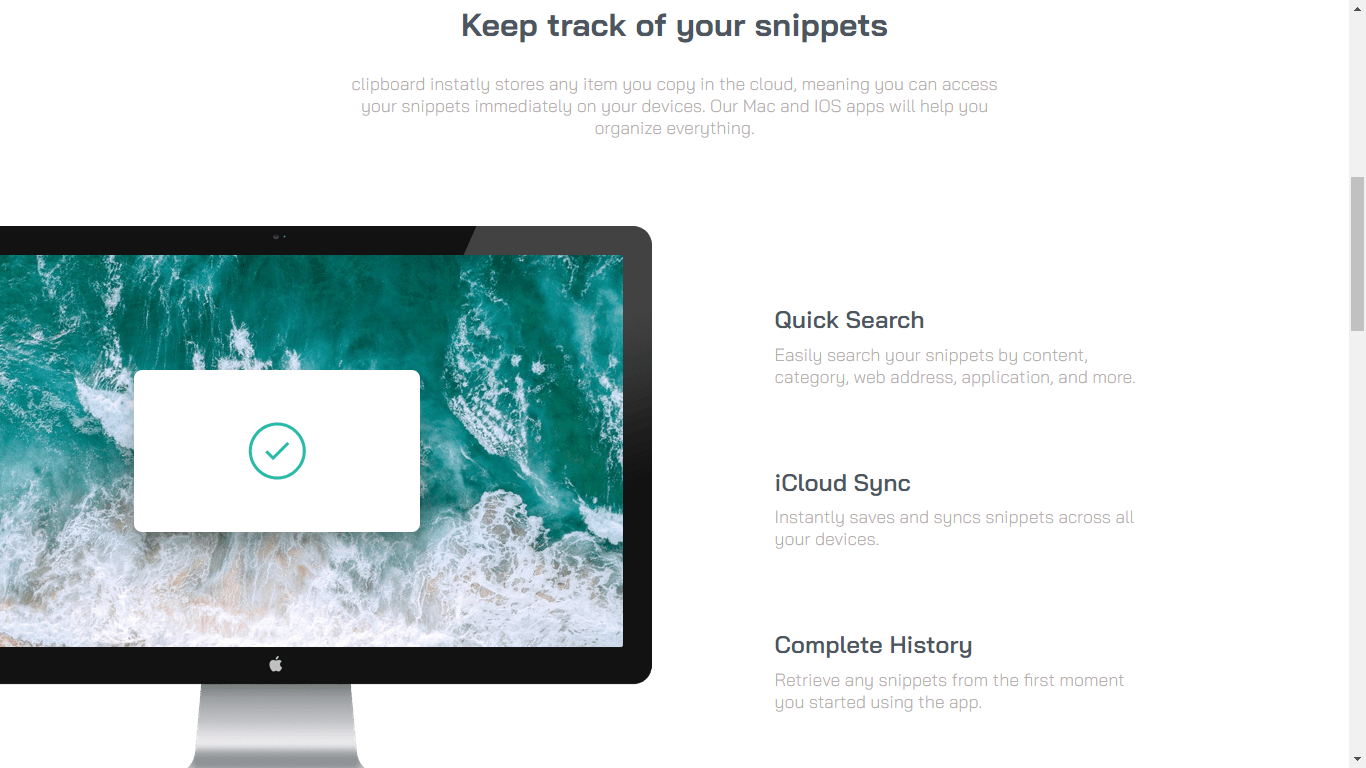 Keep track of your snippets
clipboard instatly stores any item you copy in the cloud, meaning you can access
your snippets immediately on your devices. Our Mac and IOS apps will help you
organize everything.
Quick Search
Easily search your snippets by content,
category, web address, application, and more.
iCloud Sync
Instantly saves and syncs snippets across all
your devices.
Complete History
Retrieve any snippets from the first moment
you started using the app.